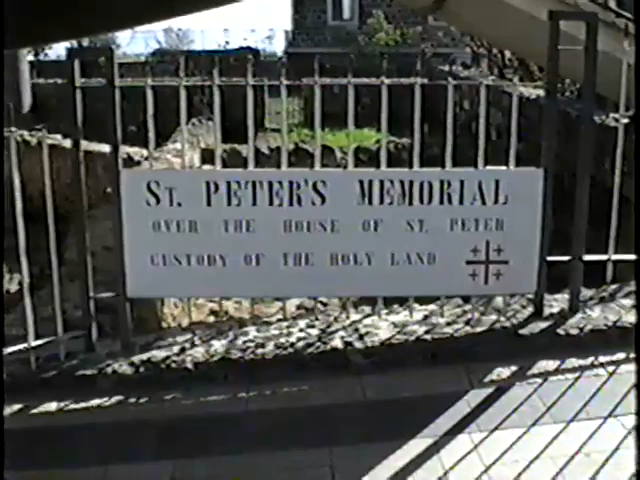 ST. PETER'S MEMORIAL
OVER THE HOUSE OF ST. PETER
CUSTODY OF THE HOLY LAND